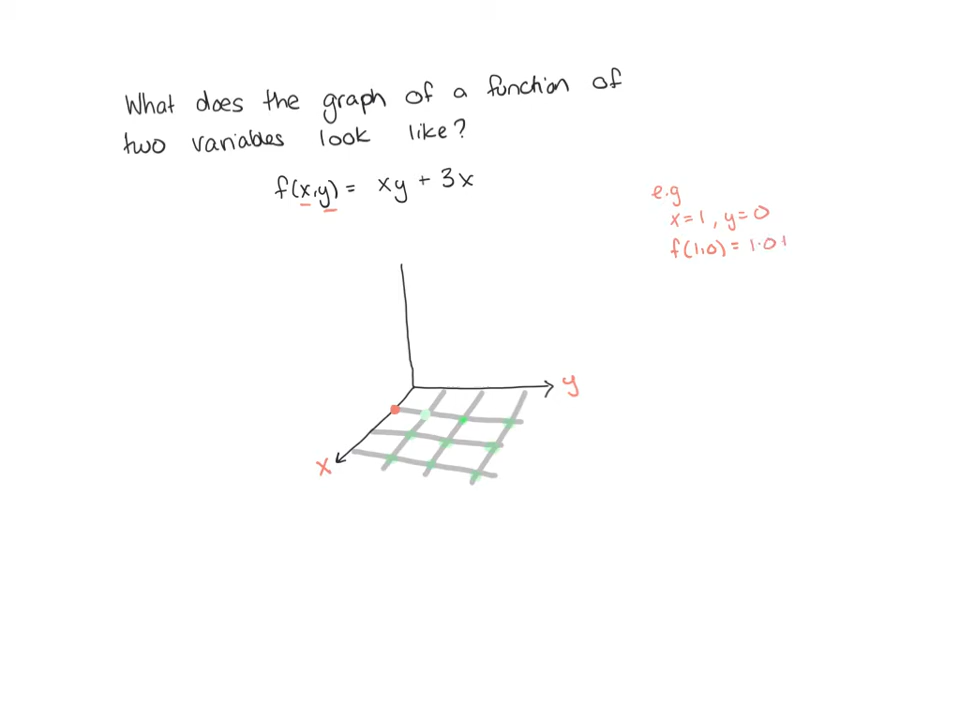 What does the graph of a function of
two variables look like?
f(x,y) = xy + 3x
e.g
x=1, y=0
f(1,0) = 1·0+
y
x